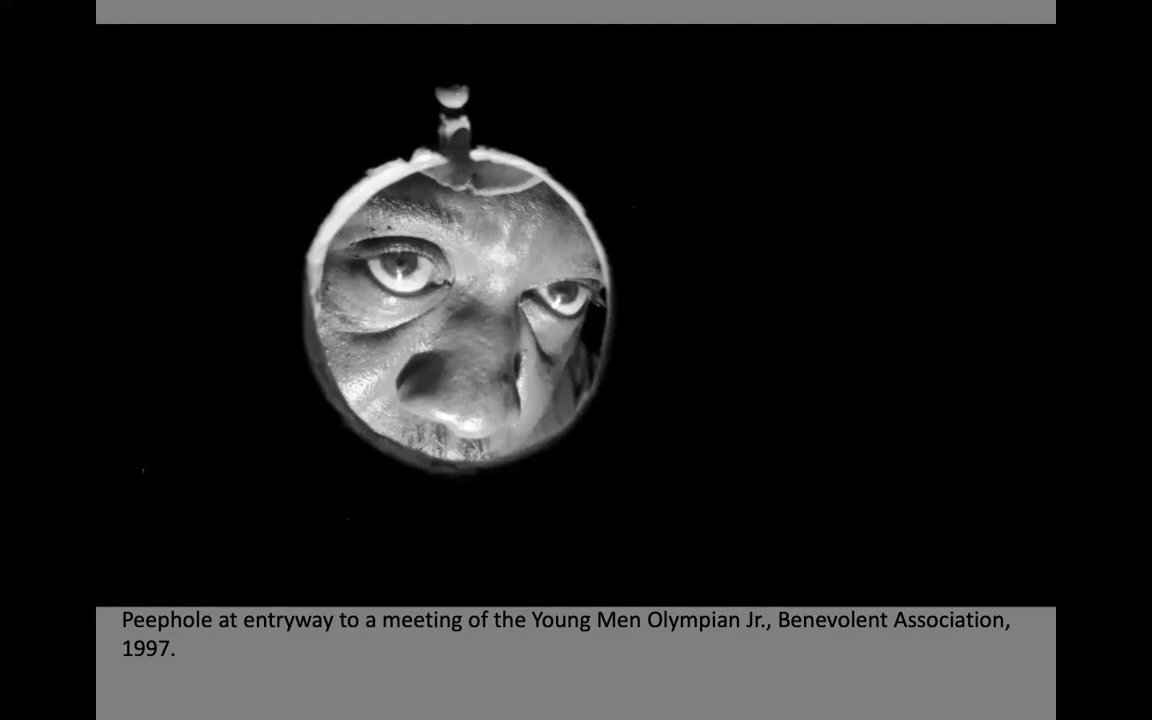 Peephole at entryway to a meeting of the Young Men Olympian Jr., Benevolent Association,
1997.